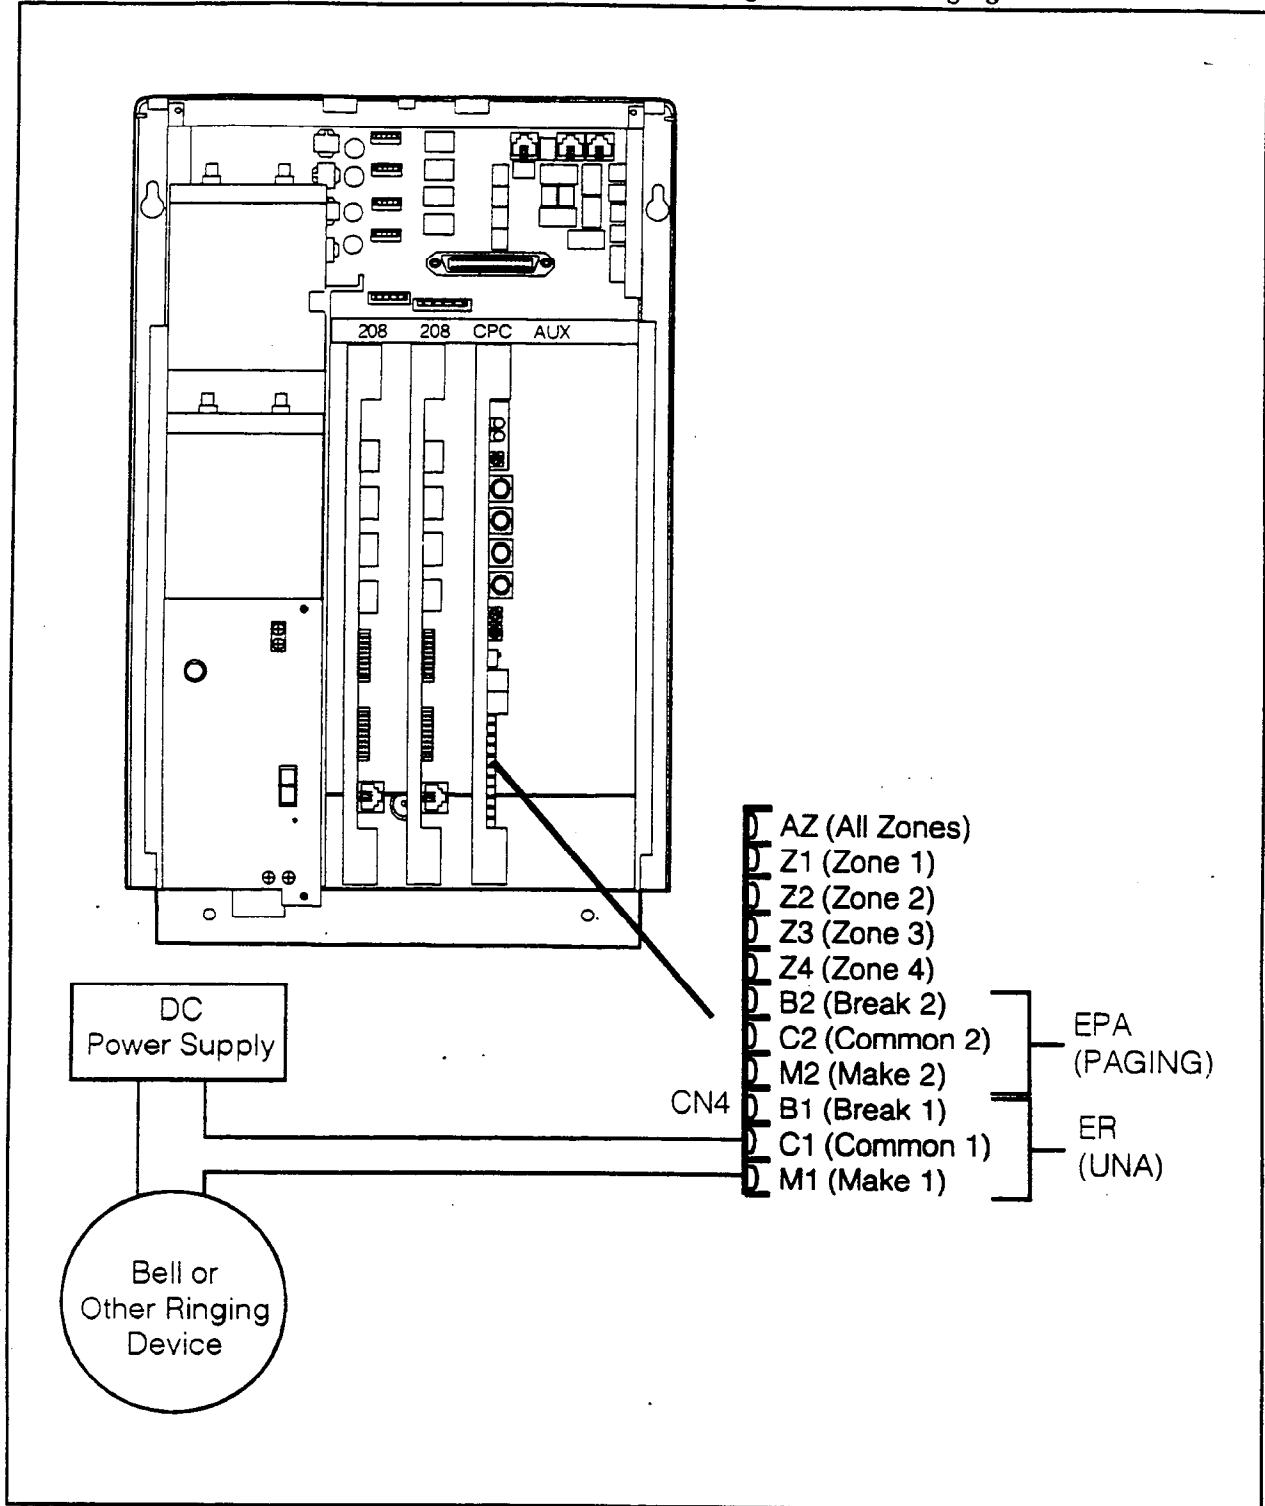 208 208 CPC AUX
AZ (All Zones)
Z1 (Zone 1)
Z2 (Zone 2)
Z3 (Zone 3)
Z4 (Zone 4)
B2 (Break 2)
C2 (Common 2)
M2 (Make 2)
B1 (Break 1)
C1 (Common 1)
M1 (Make 1)
CN4
EPA
(PAGING)
ER
(UNA)
DC
Power Supply
Bell or
Other Ringing
Device